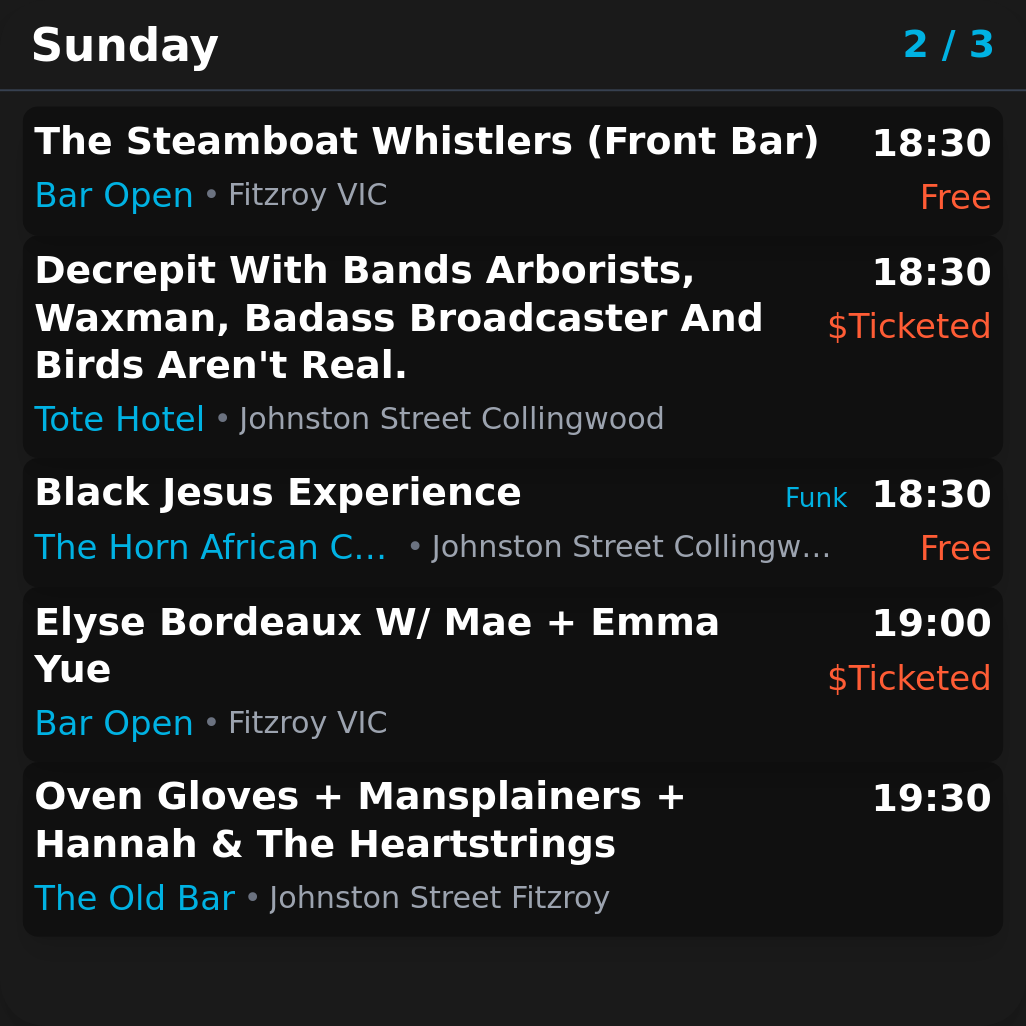 Sunday 2 / 3
The Steamboat Whistlers (Front Bar) 18:30
Bar Open • Fitzroy VIC Free
Decrepit With Bands Arborists, 18:30
Waxman, Badass Broadcaster And $Ticketed
Birds Aren't Real.
Tote Hotel • Johnston Street Collingwood
Black Jesus Experience Funk 18:30
The Horn African C... • Johnston Street Collingw... Free
Elyse Bordeaux W/ Mae + Emma 19:00
Yue $Ticketed
Bar Open • Fitzroy VIC
Oven Gloves + Mansplainers + 19:30
Hannah & The Heartstrings
The Old Bar • Johnston Street Fitzroy